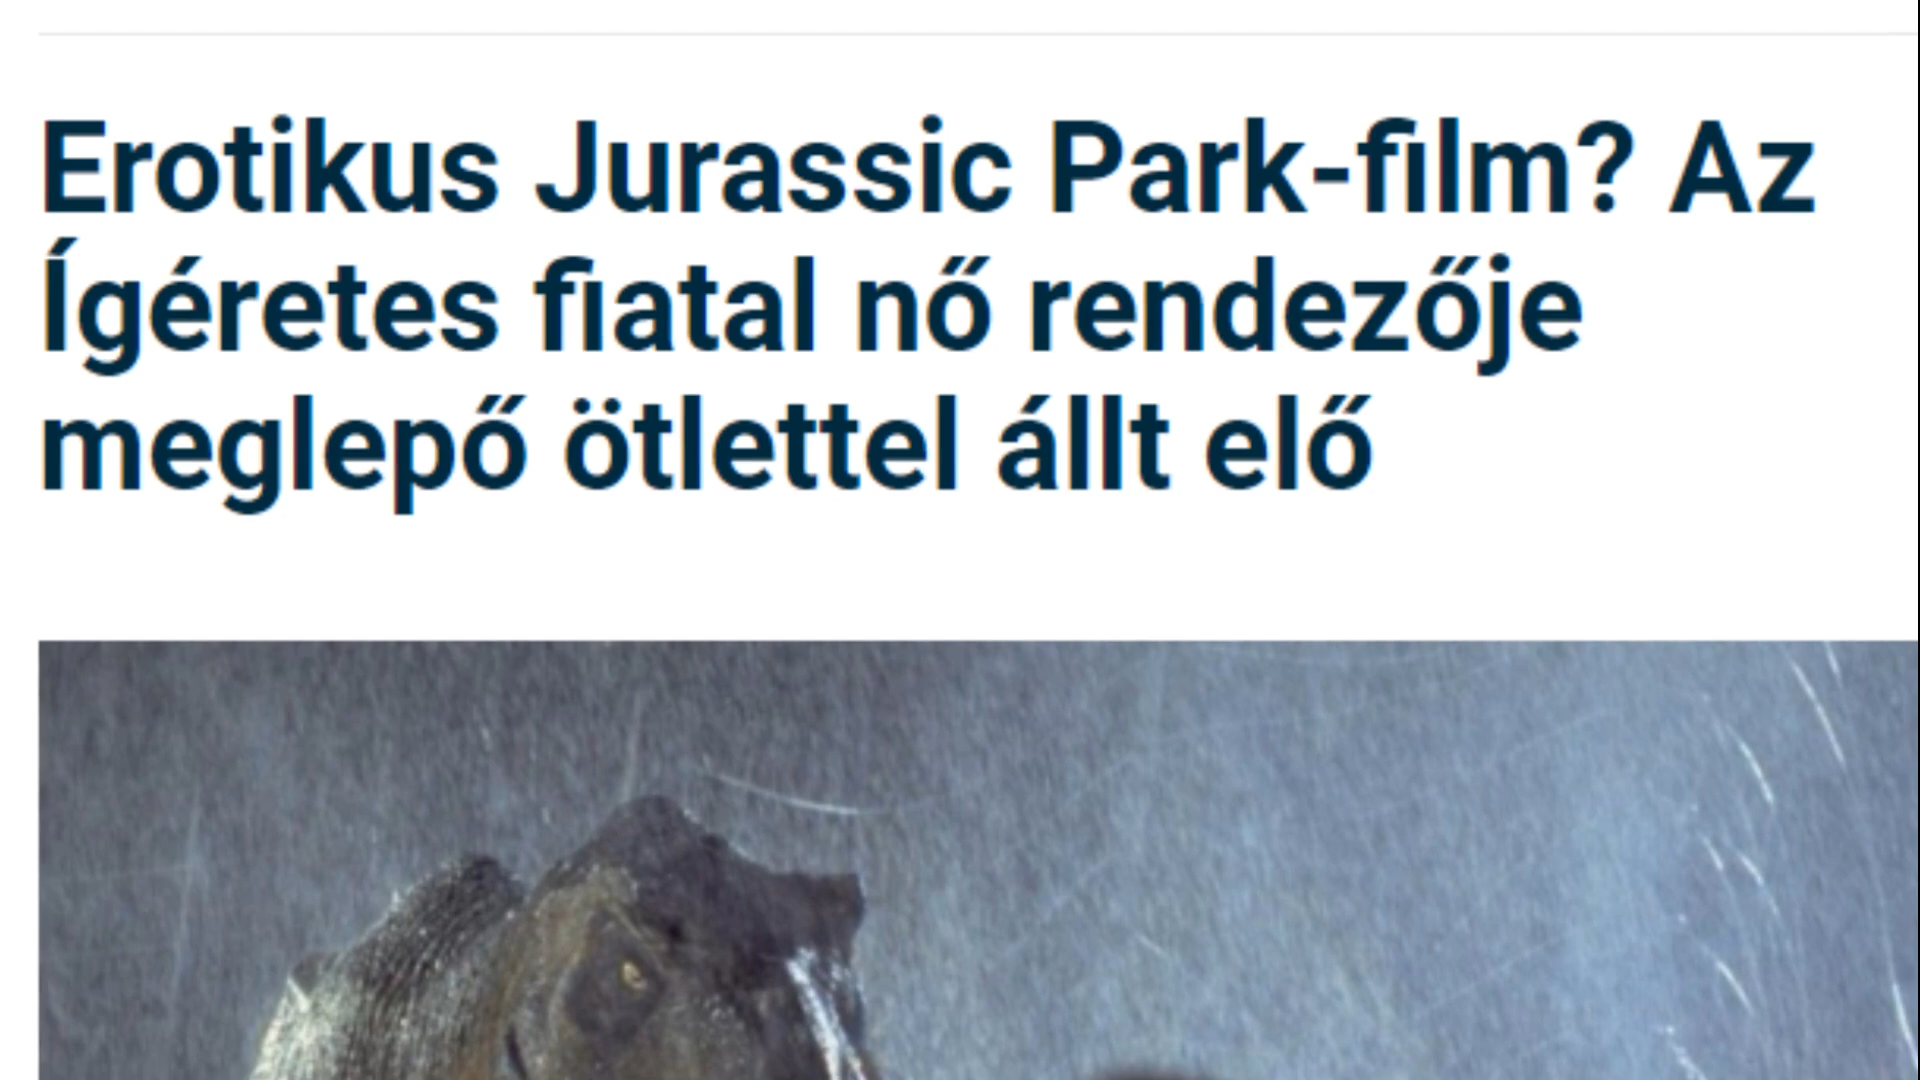 Erotikus Jurassic Park-film? Az
Ígéretes fiatal nő rendezője
meglepő ötlettel állt elő